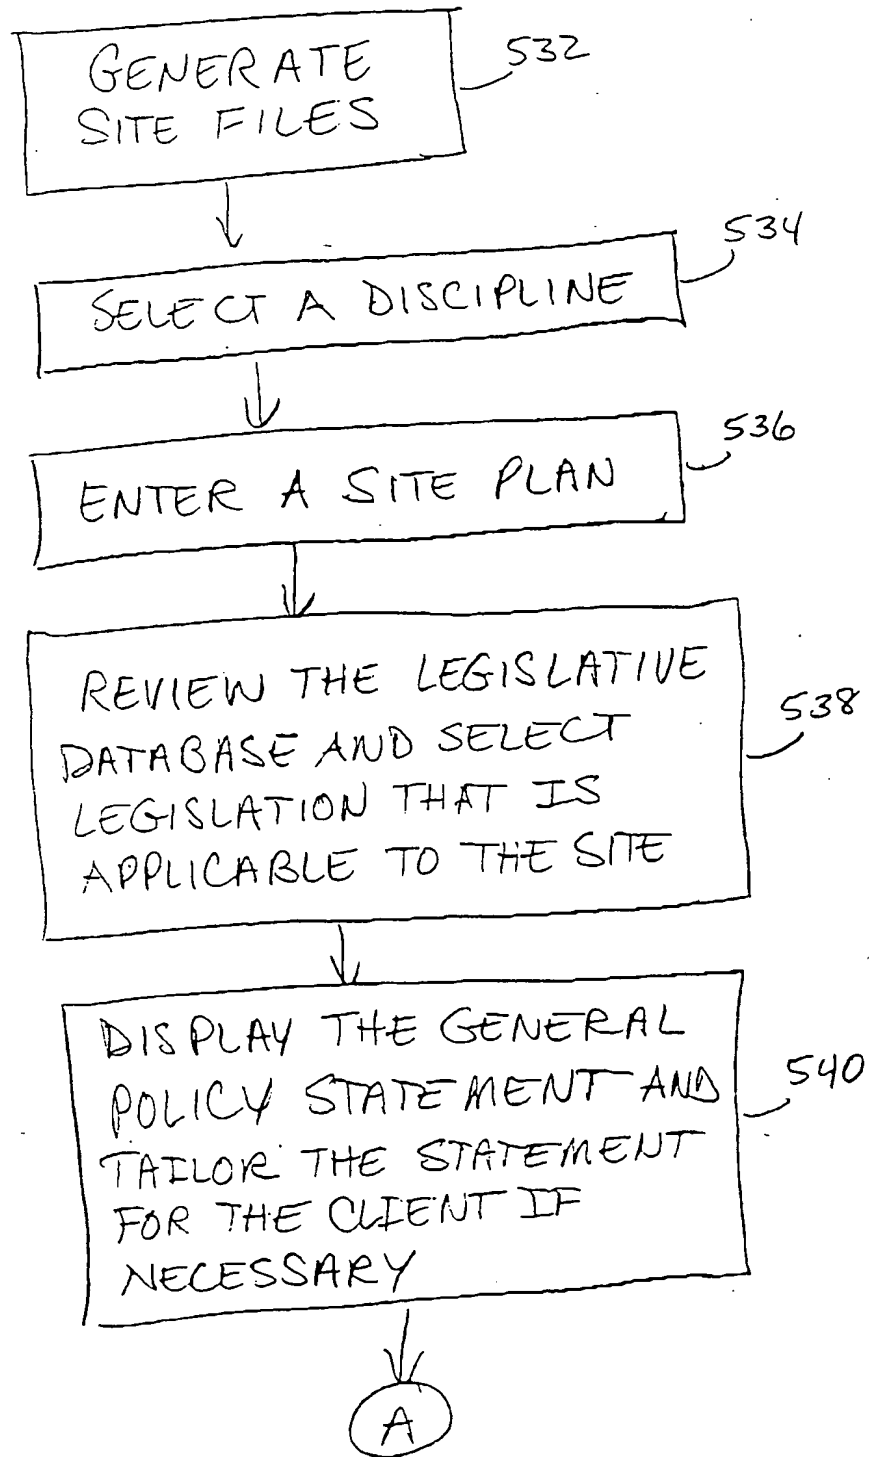 GENERATE
SITE FILES
532
SELECT A DISCIPLINE
534
ENTER A SITE PLAN
536
REVIEW THE LEGISLATIVE
DATABASE AND SELECT
LEGISLATION THAT IS
APPLICABLE TO THE SITE
538
DISPLAY THE GENERAL
POLICY STATEMENT AND
TAILOR THE STATEMENT
FOR THE CLIENT IF
NECESSARY
540
A